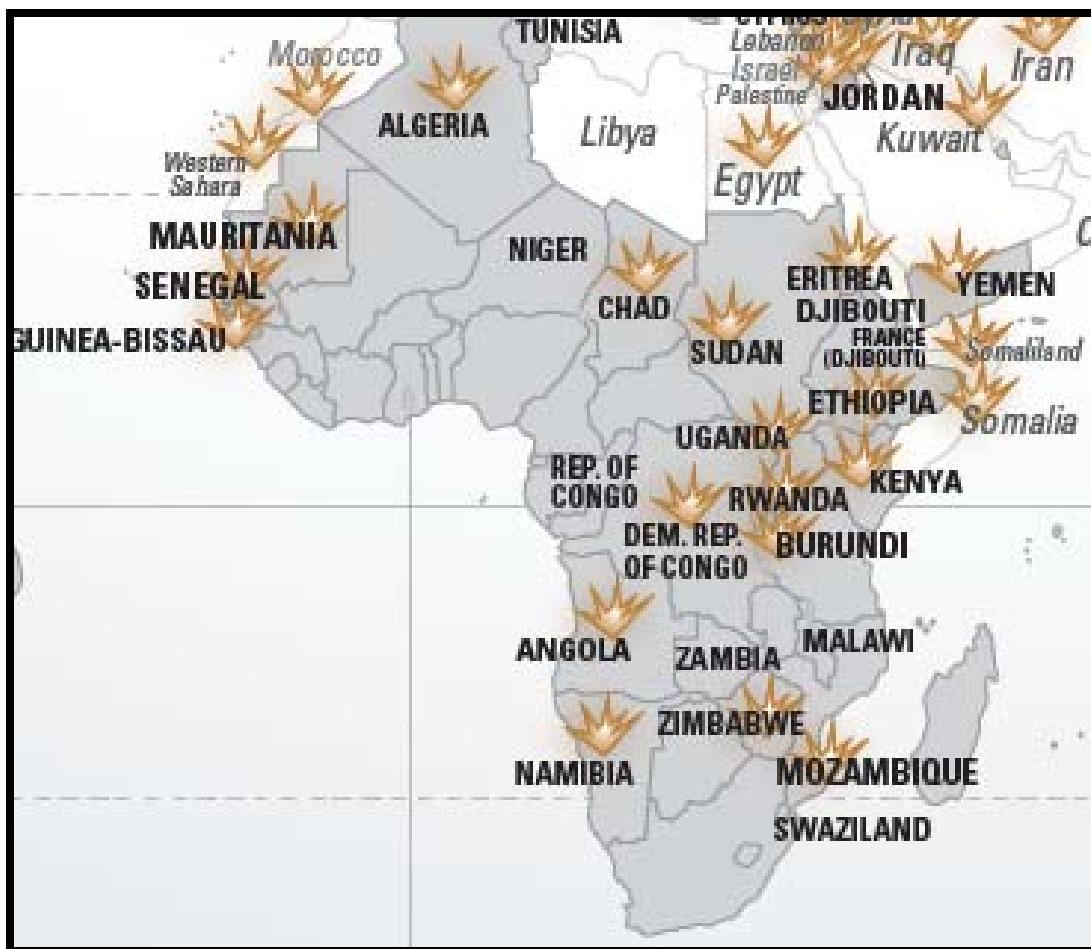 TUNISIA
CYPRUS
Syria
Morocco
Lebanon
Israel
Palestine
Iraq
Iran
JORDAN
ALGERIA
Libya
Kuwait
Western
Sahara
Egypt
MAURITANIA
NIGER
SENEGAL
CHAD
ERITREA
YEMEN
DJIBOUTI
GUINEA-BISSAU
SUDAN
FRANCE
(DJIBOUTI)
Somaliland
ETHIOPIA
Somalia
UGANDA
REP. OF
CONGO
RWANDA
KENYA
DEM. REP.
OF CONGO
BURUNDI
ANGOLA
ZAMBIA
MALAWI
ZIMBABWE
NAMIBIA
MOZAMBIQUE
SWAZILAND